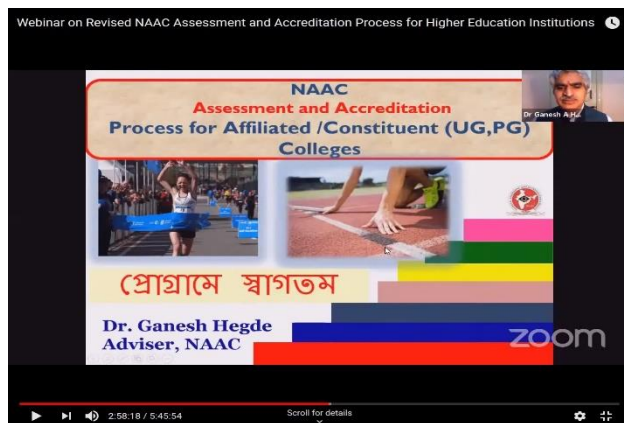 Webinar on Revised NAAC Assessment and Accreditation Process for Higher Education Institutions
NAAC
Assessment and Accreditation
Process for Affiliated /Constituent (UG,PG)
Colleges
Dr Ganesh A H...
প্রোগ্রামে স্বাগতম
Dr. Ganesh Hegde
Adviser, NAAC
zoom
2:58:18 / 5:45:54
Scroll for details